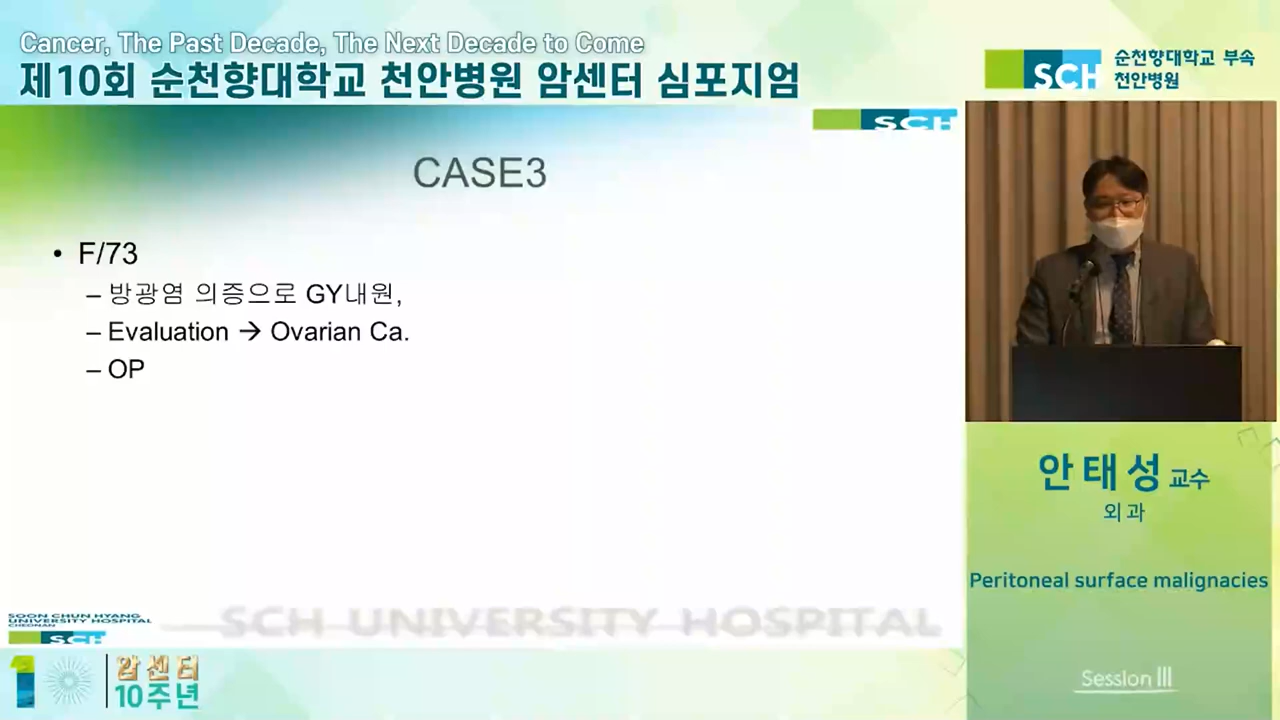 Cancer, The Past Decade, The Next Decade to Come
제10회 순천향대학교 천안병원 암센터 심포지엄
SCH
순천향대학교 부속
천안병원
SCH
CASE3
• F/73
– 방광염 의증으로 GY내원,
– Evaluation → Ovarian Ca.
– OP
안태성 교수
외과
Peritoneal surface malignacies
Session III
SOON CHUN HYANG
UNIVERSITY HOSPITAL
CHEONAN
SCH
SCH UNIVERSITY HOSPITAL
1
암센터
10주년